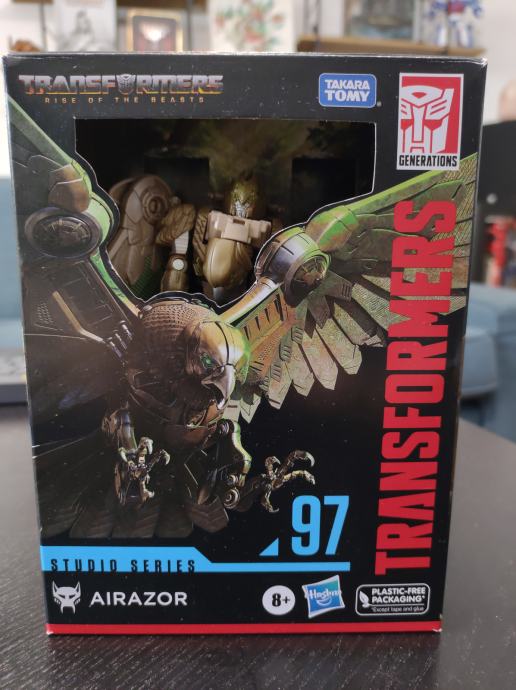 TRANSFORMERS
RISE OF THE BEASTS
TAKARA
TOMY
GENERATIONS
TRANSFORMERS
97
STUDIO SERIES
AIRAZOR
8+
Hasbro
PLASTIC-FREE
PACKAGING*
*Except tape and glue